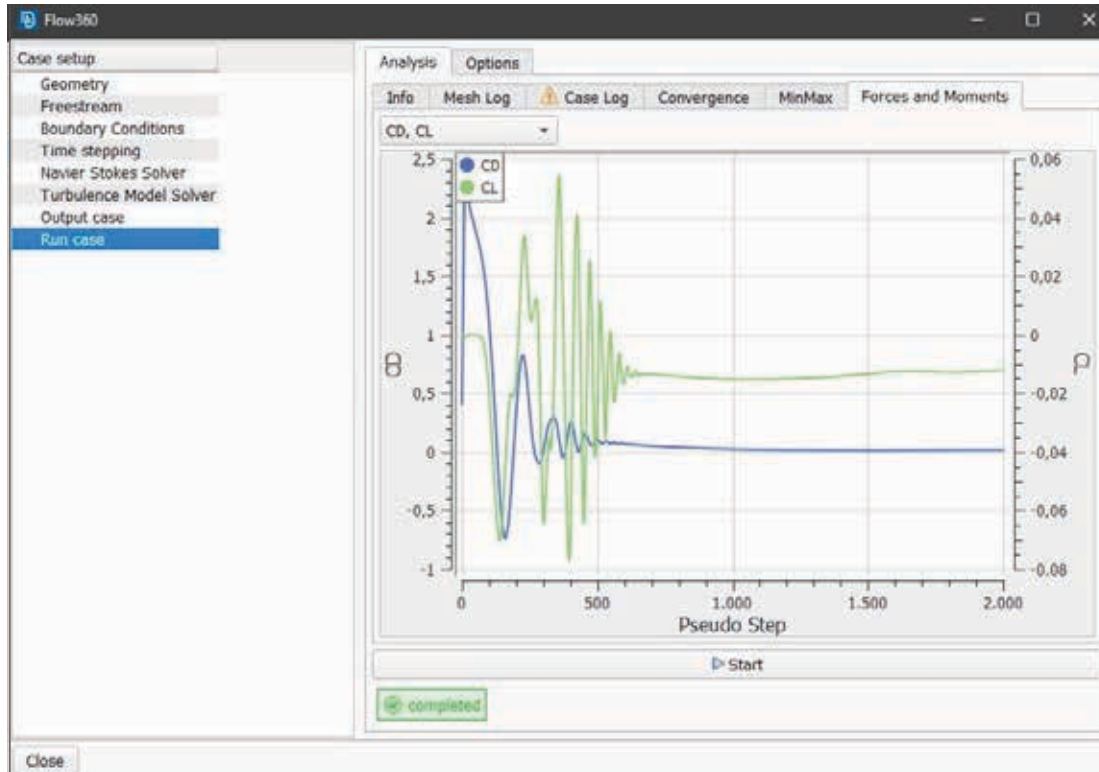 Flow360
Case setup
Geometry
Freestream
Boundary Conditions
Time stepping
Navier Stokes Solver
Turbulence Model Solver
Output case
Run case
Analysis Options
Info Mesh Log Case Log Convergence MinMax Forces and Moments
CD, CL
CD
CL
2,5
2
1,5
1
0,5
0
-0,5
-1
CD
0,06
0,04
0,02
0
-0,02
-0,04
-0,06
-0.08
CL
0 500 1.000 1.500 2.000
Pseudo Step
Start
completed
Close